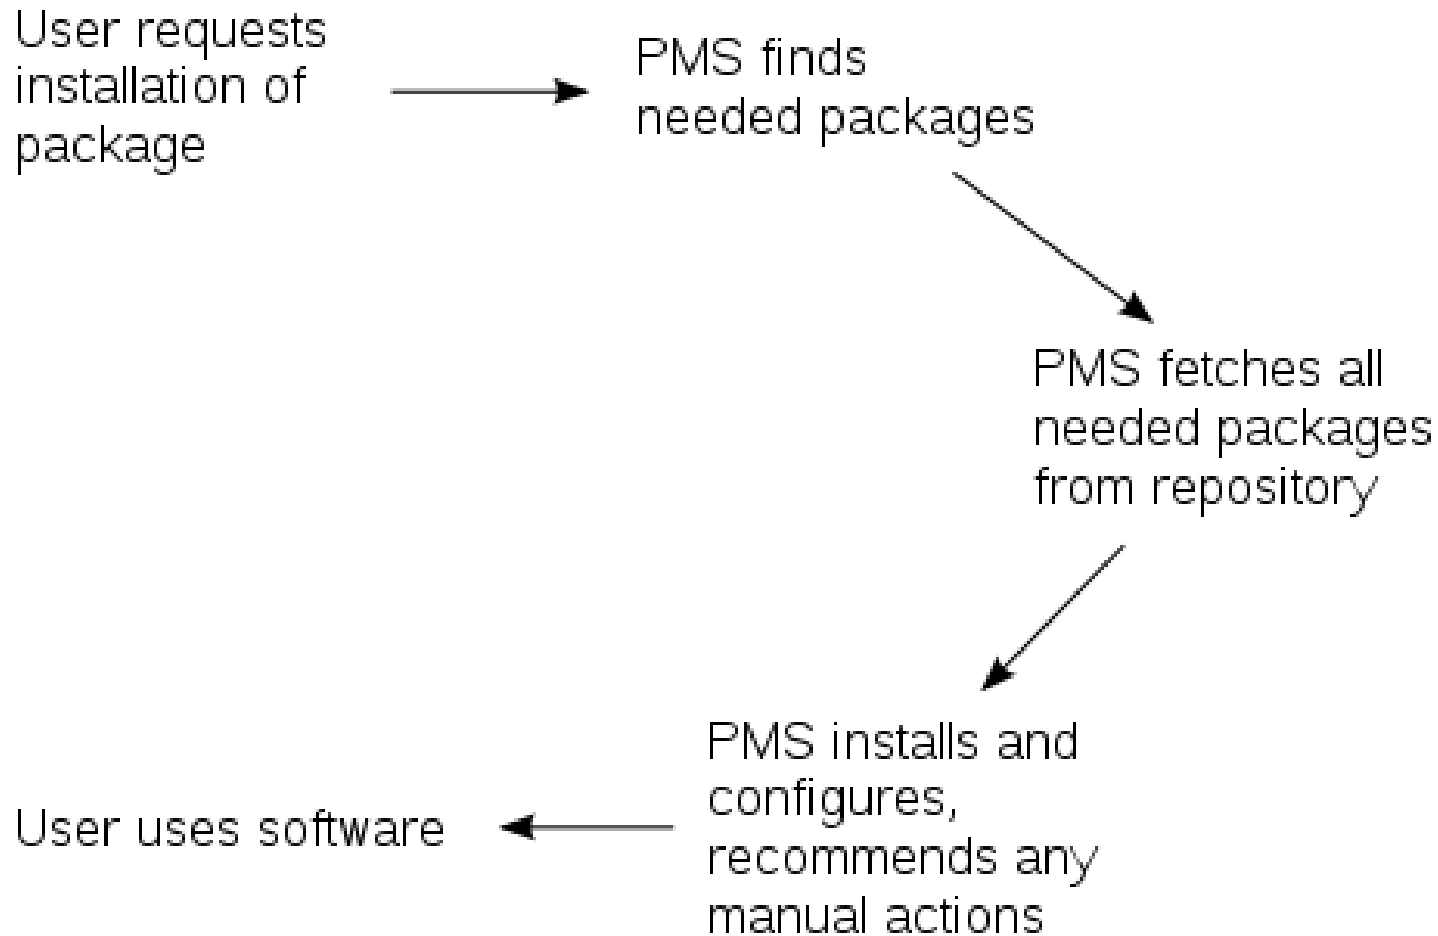 User requests
installation of
package
PMS finds
needed packages
PMS fetches all
needed packages
from repository
PMS installs and
configures,
recommends any
manual actions
User uses software